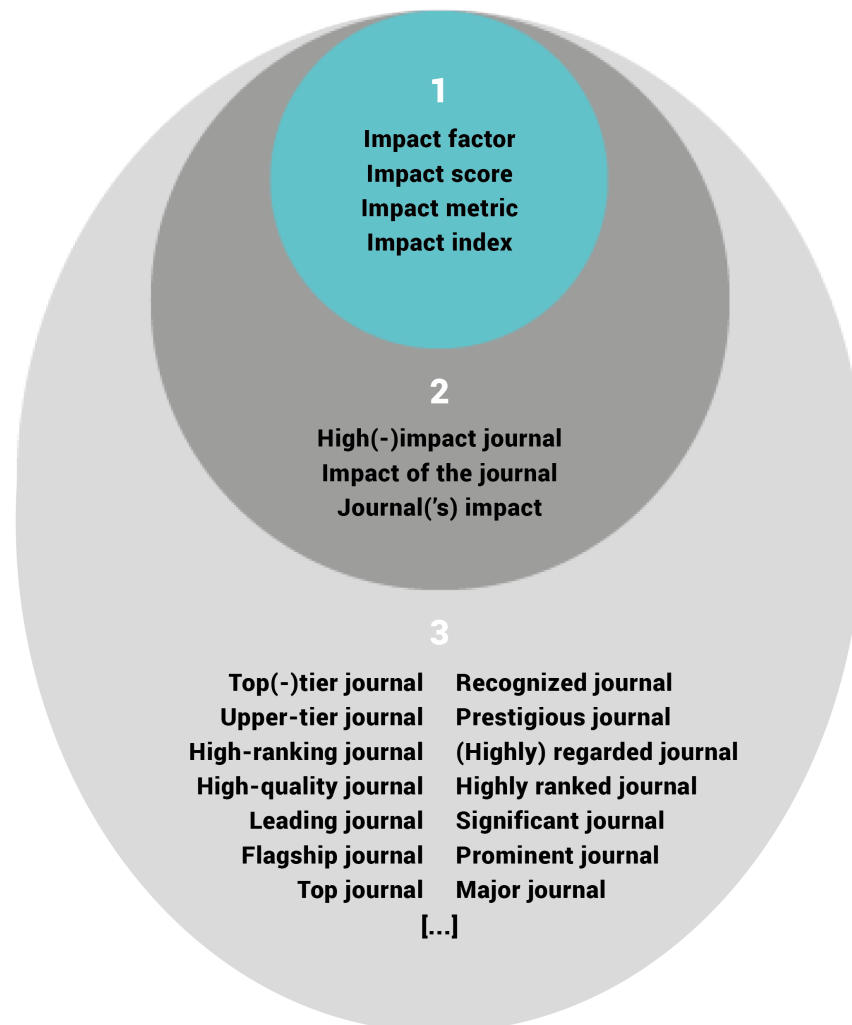 1
Impact factor
Impact score
Impact metric
Impact index
2
High(-)impact journal
Impact of the journal
Journal(’s) impact
3
Top(-)tier journal Recognized journal
Upper-tier journal Prestigious journal
High-ranking journal (Highly) regarded journal
High-quality journal Highly ranked journal
Leading journal Significant journal
Flagship journal Prominent journal
Top journal Major journal
[...]